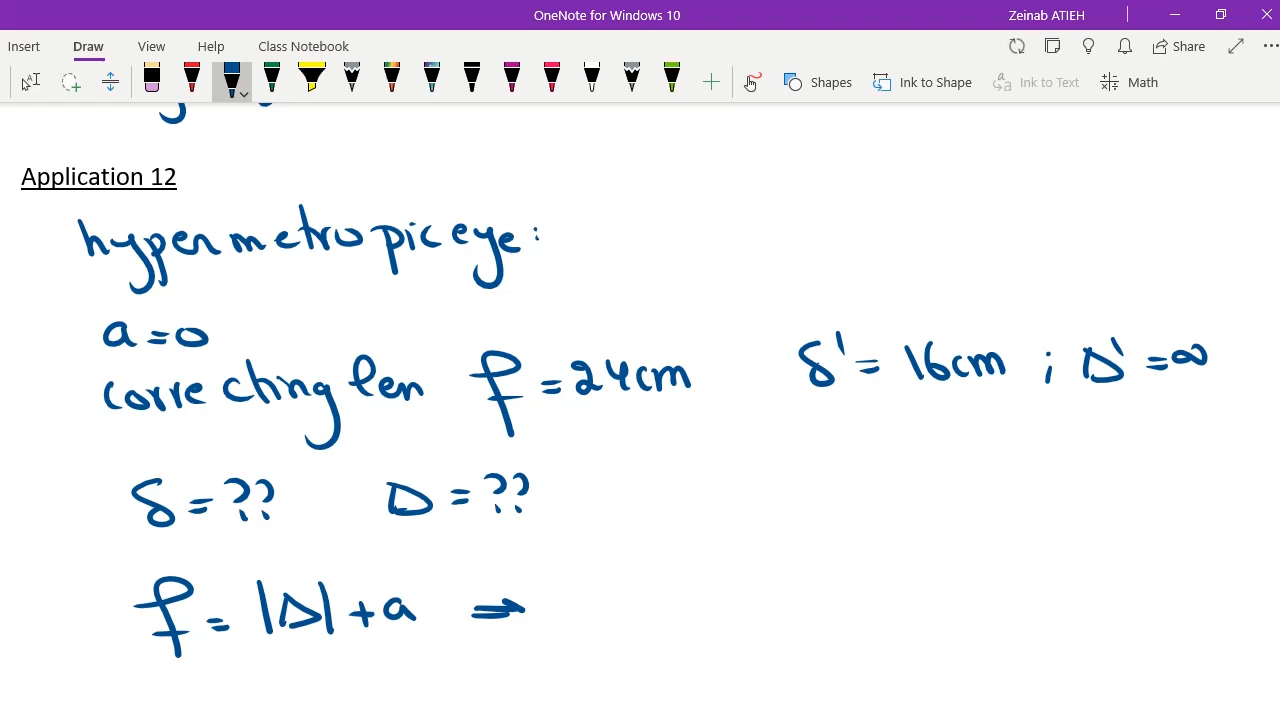 OneNote for Windows 10 Zeinab ATIEH
Insert Draw View Help Class Notebook Share
Shapes Ink to Shape Ink to Text Math
Application 12
hypermetropic eye:
a = 0
correcting len f = 24cm δ' = 16cm ; Δ' = ∞
δ = ?? D = ??
f = |Δ| + a ⇒